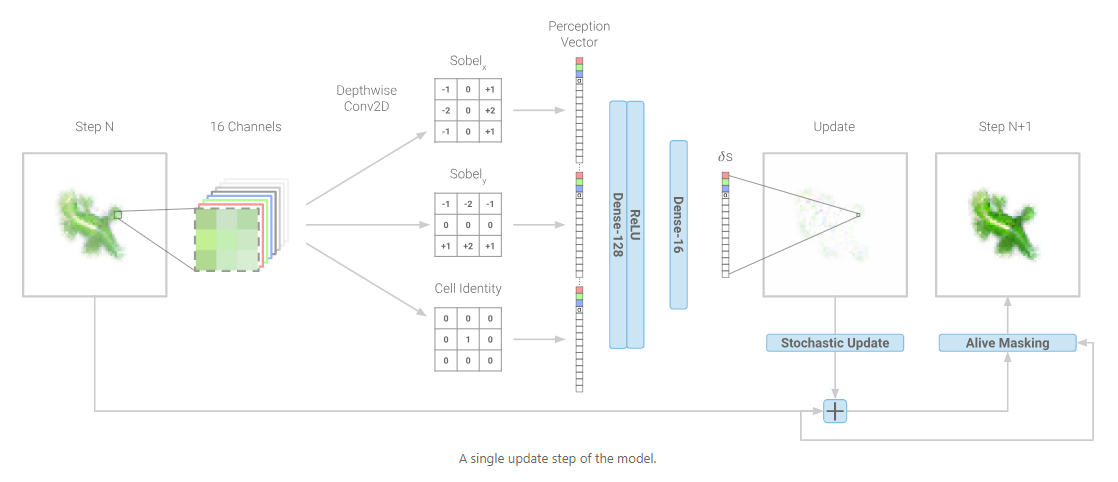 Perception
Vector
Sobelx
Depthwise
Conv2D
-1 0 +1
-2 0 +2
-1 0 +1
Step N
16 Channels
Sobely
-1 -2 -1
0 0 0
+1 +2 +1
Cell Identity
0 0 0
0 1 0
0 0 0
α
α
α
Dense-128
ReLU
Dense-16
δs
α
Update
Step N+1
Stochastic Update
Alive Masking
+
A single update step of the model.